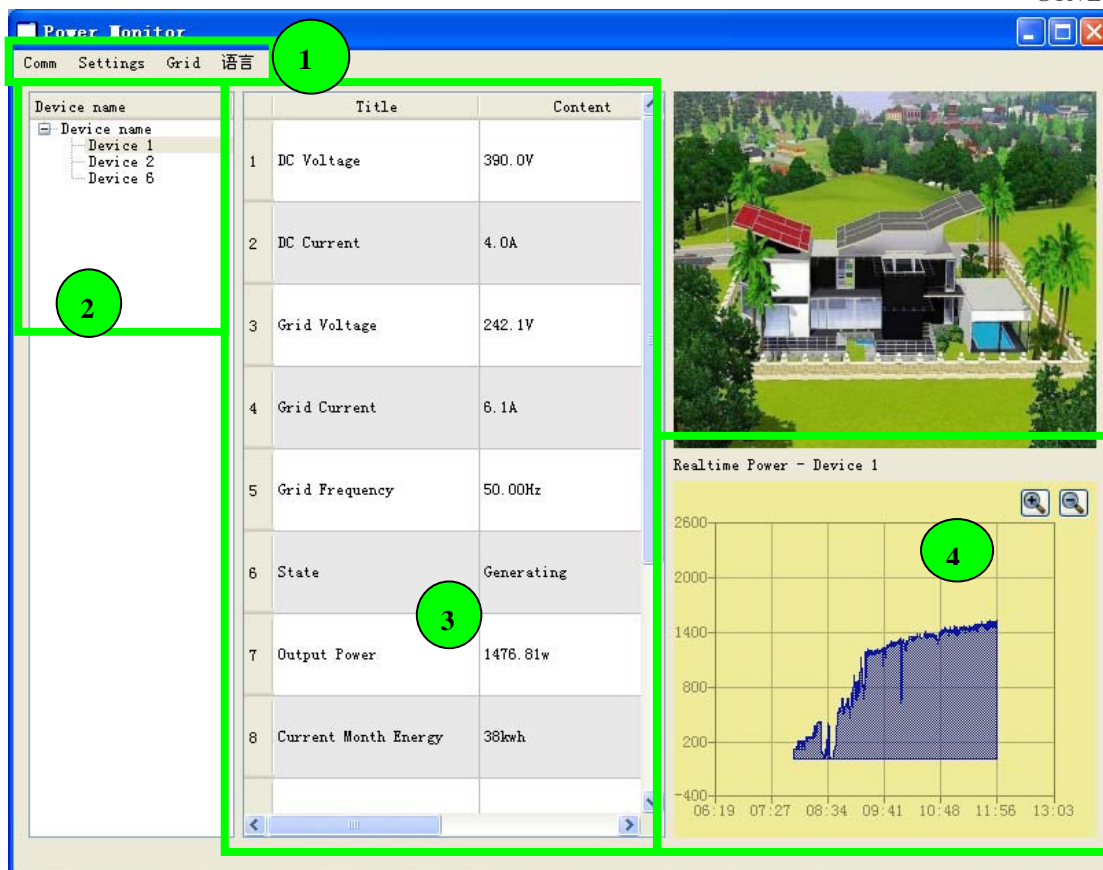 Power Monitor
Comm Settings Grid 语言
1
Device name
Device name
Device 1
Device 2
Device 6
2
Title Content
1 DC Voltage 390.0V
2 DC Current 4.0A
3 Grid Voltage 242.1V
4 Grid Current 6.1A
5 Grid Frequency 50.00Hz
6 State Generating
3
7 Output Power 1476.81w
8 Current Month Energy 38kwh
Realtime Power - Device 1
4
2600
2000
1400
800
200
-400
06:19 07:27 08:34 09:41 10:48 11:56 13:03